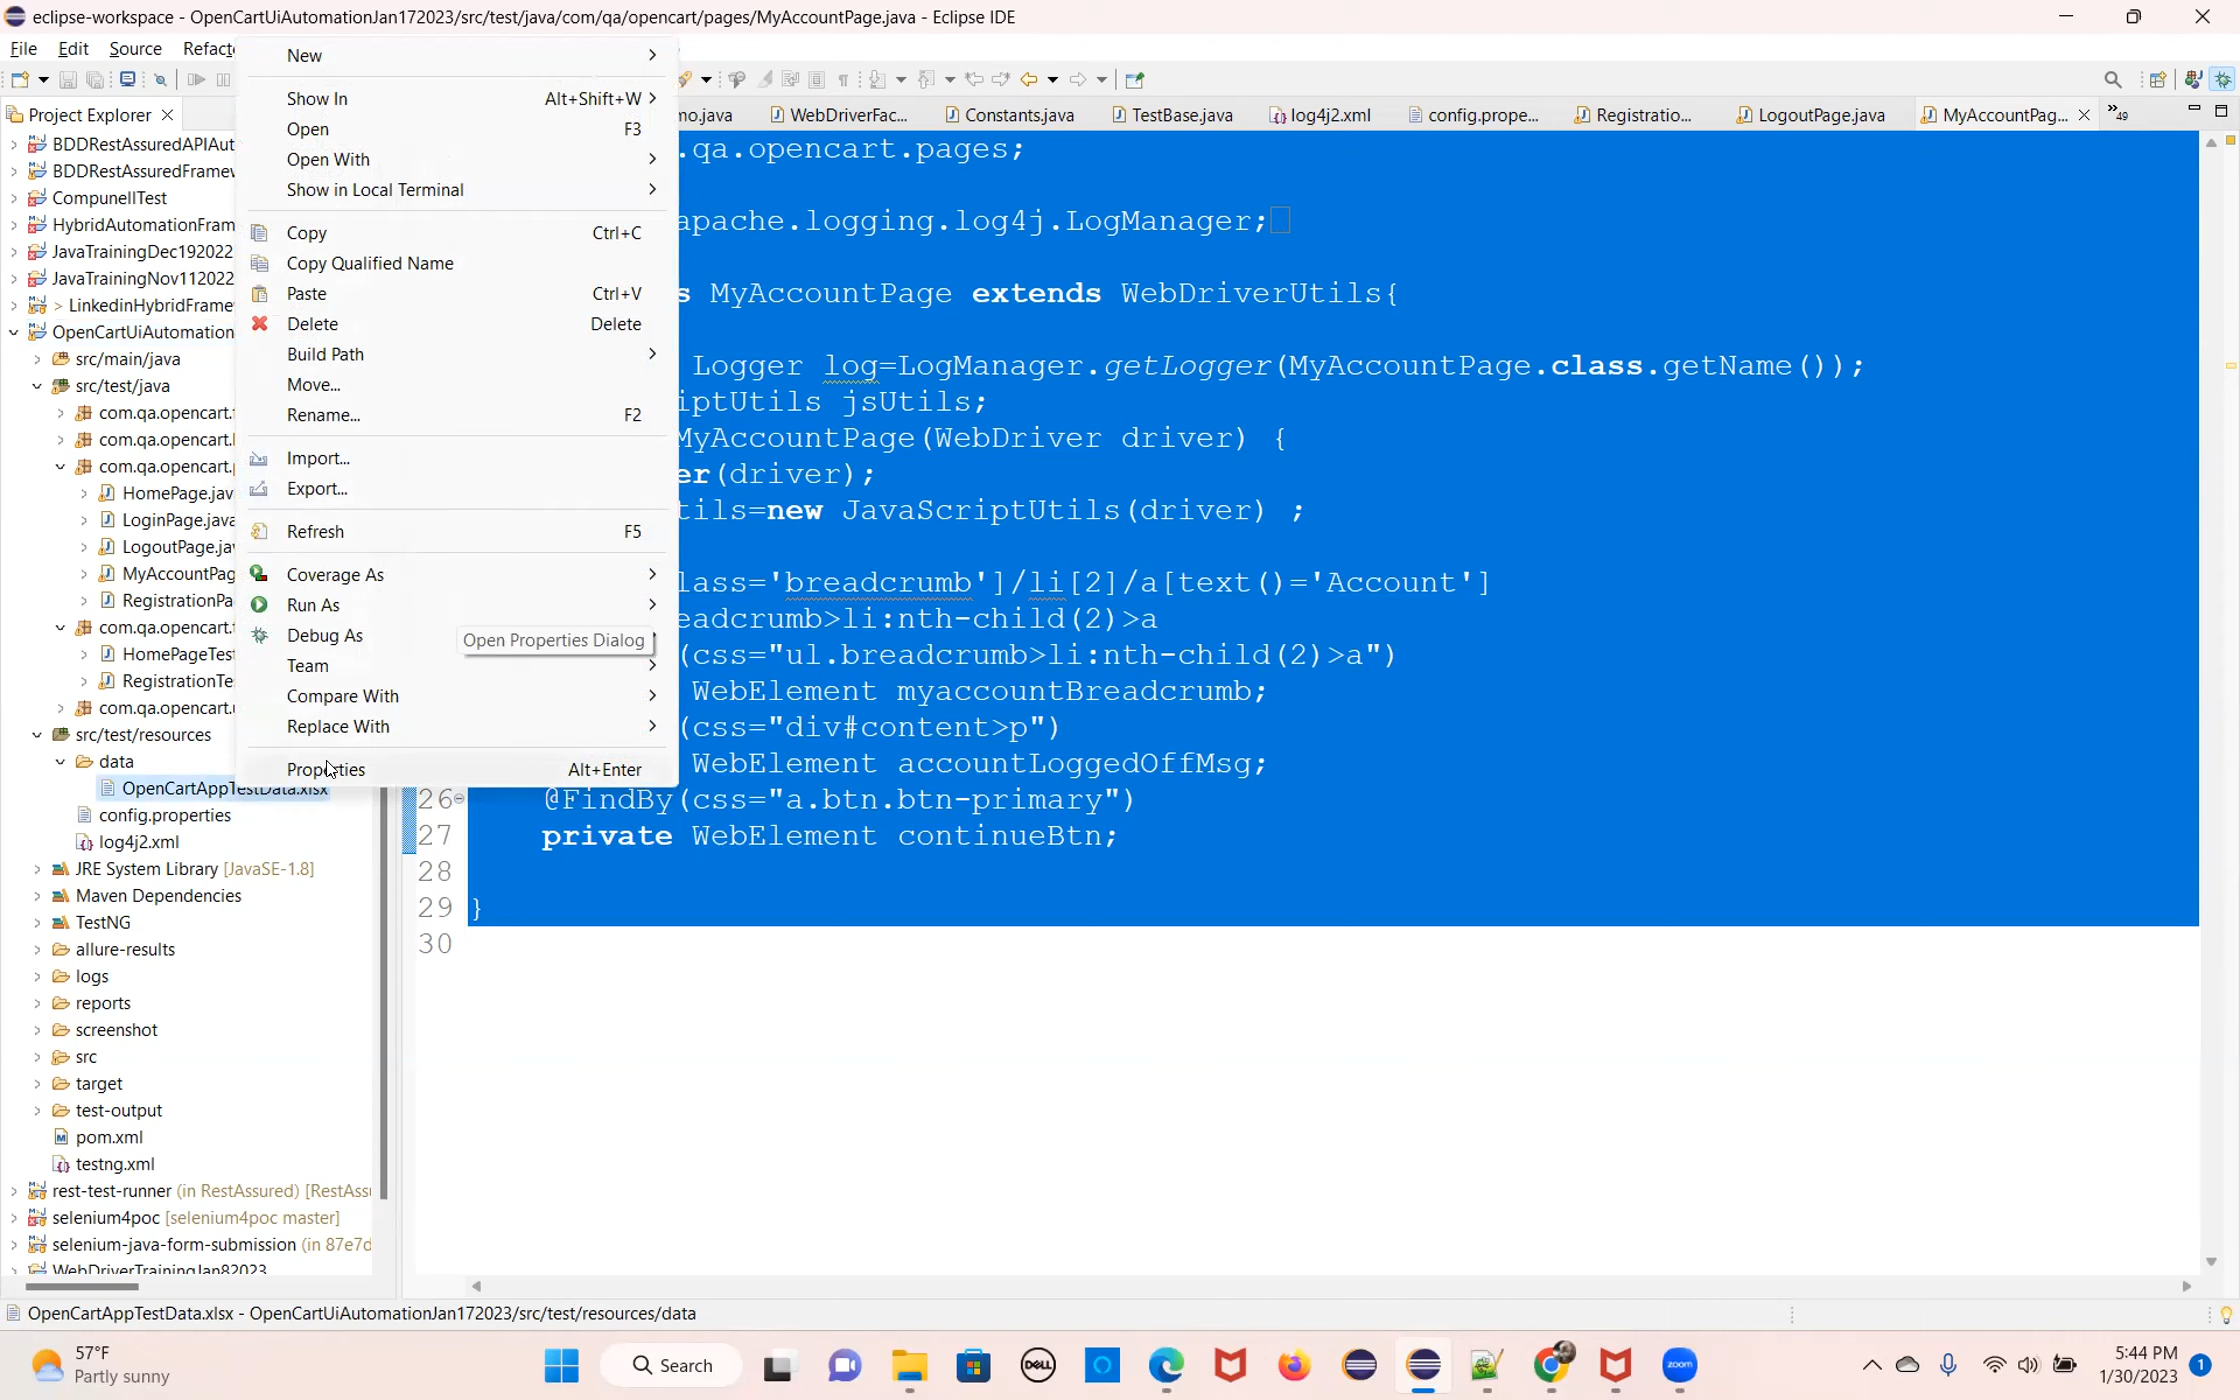 eclipse-workspace - OpenCartUiAutomationJan172023/src/test/java/com/qa/opencart/pages/MyAccountPage.java - Eclipse IDE
File Edit Source Refact
Project Explorer
no.java WebDriverFac... Constants.java TestBase.java log4j2.xml config.prope... Registratio... LogoutPage.java MyAccountPag... »49
BDDRestAssuredAPIAut
BDDRestAssuredFramew
CompunellTest
HybridAutomationFram
JavaTrainingDec192022
JavaTrainingNov112022
> LinkedinHybridFrame
OpenCartUiAutomation
src/main/java
src/test/java
com.qa.opencart.
com.qa.opencart.
com.qa.opencart.
HomePage.jav
LoginPage.java
LogoutPage.jav
MyAccountPag
RegistrationPa
com.qa.opencart.
HomePageTes
RegistrationTe
com.qa.opencart.
src/test/resources
data
OpenCartAppTestData.xlsx
config.properties
log4j2.xml
JRE System Library [JavaSE-1.8]
Maven Dependencies
TestNG
allure-results
logs
reports
screenshot
src
target
test-output
pom.xml
testng.xml
rest-test-runner (in RestAssured) [RestAssu
selenium4poc [selenium4poc master]
selenium-java-form-submission (in 87e7d
WebDriverTrainingJan82023
New
Show In Alt+Shift+W
Open F3
Open With
Show in Local Terminal
Copy Ctrl+C
Copy Qualified Name
Paste Ctrl+V
Delete Delete
Build Path
Move...
Rename... F2
Import...
Export...
Refresh F5
Coverage As
Run As
Debug As
Open Properties Dialog
Team
Compare With
Replace With
Properties Alt+Enter
.qa.opencart.pages;
apache.logging.log4j.LogManager;
s MyAccountPage extends WebDriverUtils{
Logger log=LogManager.getLogger(MyAccountPage.class.getName());
iptUtils jsUtils;
MyAccountPage(WebDriver driver) {
er(driver);
tils=new JavaScriptUtils(driver) ;
lass='breadcrumb']/li[2]/a[text()='Account']
eadcrumb>li:nth-child(2)>a
(css="ul.breadcrumb>li:nth-child(2)>a")
WebElement myaccountBreadcrumb;
(css="div#content>p")
WebElement accountLoggedOffMsg;
26 @FindBy(css="a.btn.btn-primary")
27 private WebElement continueBtn;
28
29 }
30
OpenCartAppTestData.xlsx - OpenCartUiAutomationJan172023/src/test/resources/data
57°F
Partly sunny
Search
DELL
zoom
5:44 PM
1/30/2023
1